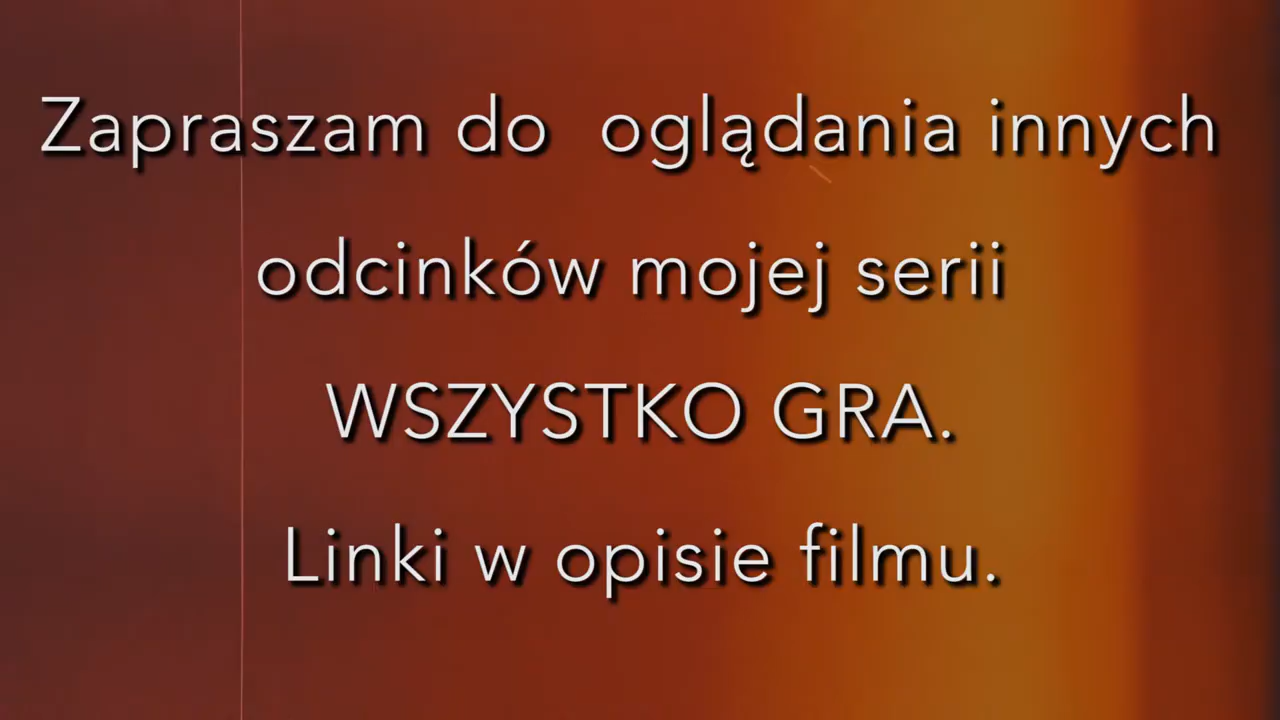 Zapraszam do  oglądania innych
odcinków mojej serii
WSZYSTKO GRA.
Linki w opisie filmu.